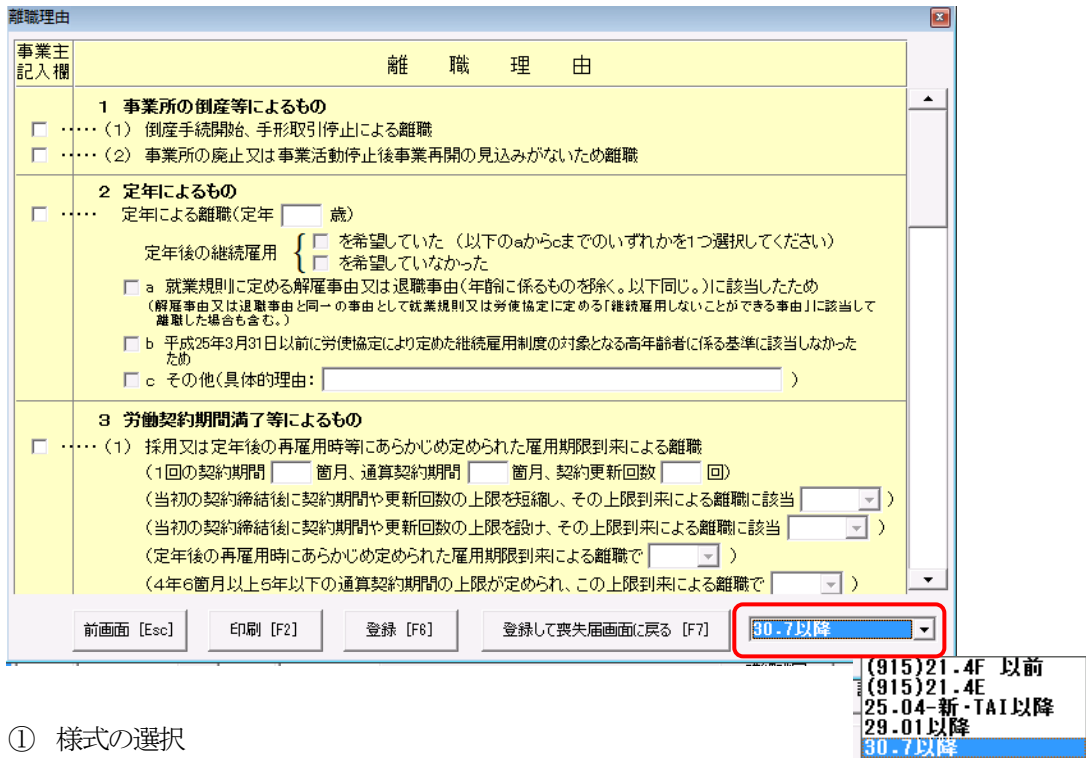 離職理由
事業主
記入欄
離 職 理 由
1 事業所の倒産等によるもの
‥‥‥(1) 倒産手続開始、手形取引停止による離職
‥‥‥(2) 事業所の廃止又は事業活動停止後事業再開の見込みがないため離職
2 定年によるもの
‥‥‥ 定年による離職(定年 歳)
定年後の継続雇用
を希望していた (以下のaからcまでのいずれかを1つ選択してください)
を希望していなかった
a 就業規則に定める解雇事由又は退職事由(年齢に係るものを除く。以下同じ。)に該当したため
(解雇事由又は退職事由と同一の事由として就業規則又は労使協定に定める「継続雇用しないことができる事由」に該当して
離職した場合も含む。)
b 平成25年3月31日以前に労使協定により定めた継続雇用制度の対象となる高年齢者に係る基準に該当しなかった
ため
c その他(具体的理由: )
3 労働契約期間満了等によるもの
‥‥‥(1) 採用又は定年後の再雇用時等にあらかじめ定められた雇用期限到来による離職
(1回の契約期間 箇月、通算契約期間 箇月、契約更新回数 回)
(当初の契約締結後に契約期間や更新回数の上限を短縮し、その上限到来による離職に該当 )
(当初の契約締結後に契約期間や更新回数の上限を設け、その上限到来による離職に該当 )
(定年後の再雇用時にあらかじめ定められた雇用期限到来による離職で )
(4年6箇月以上5年以下の通算契約期間の上限が定められ、この上限到来による離職で )
前画面 [Esc] 印刷 [F2] 登録 [F6] 登録して喪失届画面に戻る [F7] 30.7以降
(915)21.4F 以前
(915)21.4E
25.04-新・TAI以降
29.01以降
30.7以降
① 様式の選択